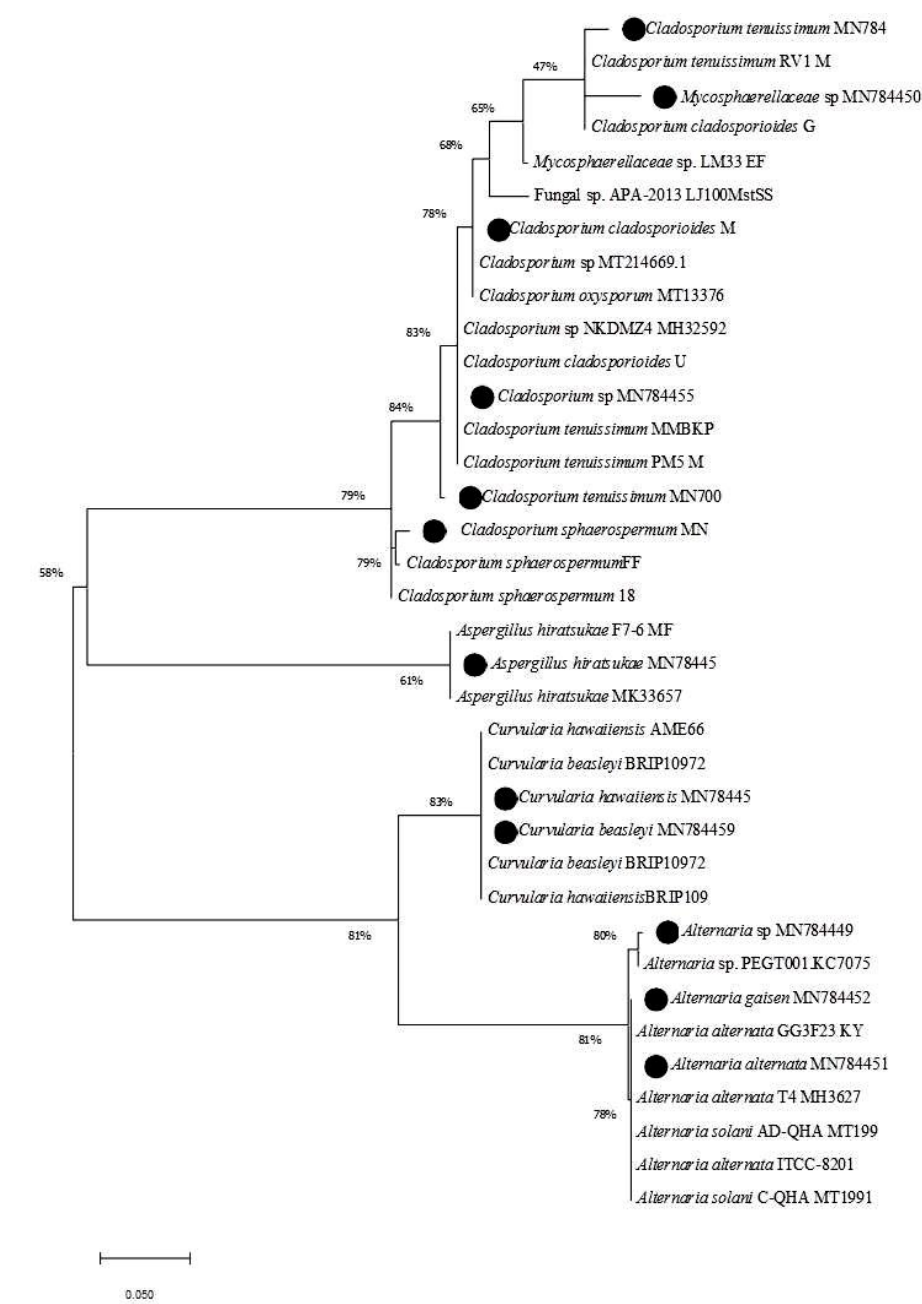 Cladosporium tenuissimum MN784
47%
Cladosporium tenuissimum RV1 M
Mycosphaerellaceae sp MN784450
65%
Cladosporium cladosporioides G
68%
Mycosphaerellaceae sp. LM33 EF
Fungal sp. APA-2013 LJ100MstSS
78%
Cladosporium cladosporioides M
Cladosporium sp MT214669.1
Cladosporium oxysporum MT13376
83%
Cladosporium sp NKDMZ4 MH32592
Cladosporium cladosporioides U
Cladosporium sp MN784455
84%
Cladosporium tenuissimum MMBKP
Cladosporium tenuissimum PM5 M
79%
Cladosporium tenuissimum MN700
Cladosporium sphaerospermum MN
79%
Cladosporium sphaerospermumFF
58%
Cladosporium sphaerospermum 18
Aspergillus hiratsukae F7-6 MF
Aspergillus hiratsukae MN78445
61%
Aspergillus hiratsukae MK33657
Curvularia hawaiiensis AME66
Curvularia beasleyi BRIP10972
83%
Curvularia hawaiiensis MN78445
Curvularia beasleyi MN784459
Curvularia beasleyi BRIP10972
Curvularia hawaiiensisBRIP109
81%
80%
Alternaria sp MN784449
Alternaria sp. PEGT001.KC7075
Alternaria gaisen MN784452
81%
Alternaria alternata GG3F23 KY
Alternaria alternata MN784451
Alternaria alternata T4 MH3627
78%
Alternaria solani AD-QHA MT199
Alternaria alternata ITCC-8201
Alternaria solani C-QHA MT1991
0.050